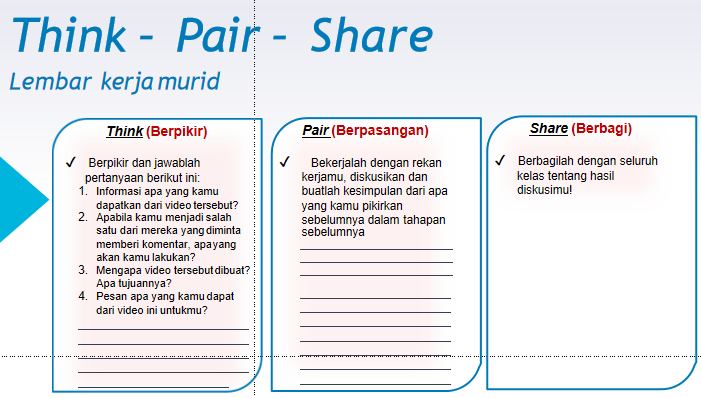 Think – Pair – Share
Lembar kerja murid
Think (Berpikir)
✓ Berpikir dan jawablah
pertanyaan berikut ini:
1. Informasi apa yang kamu
dapatkan dari video tersebut?
2. Apabila kamu menjadi salah
satu dari mereka yang diminta
memberi komentar, apa yang
akan kamu lakukan?
3. Mengapa video tersebut dibuat?
Apa tujuannya?
4. Pesan apa yang kamu dapat
dari video ini untukmu?
Pair (Berpasangan)
✓ Bekerjalah dengan rekan
kerjamu, diskusikan dan
buatlah kesimpulan dari apa
yang kamu pikirkan
sebelumnya dalam tahapan
sebelumnya
Share (Berbagi)
✓ Berbagilah dengan seluruh
kelas tentang hasil
diskusimu!